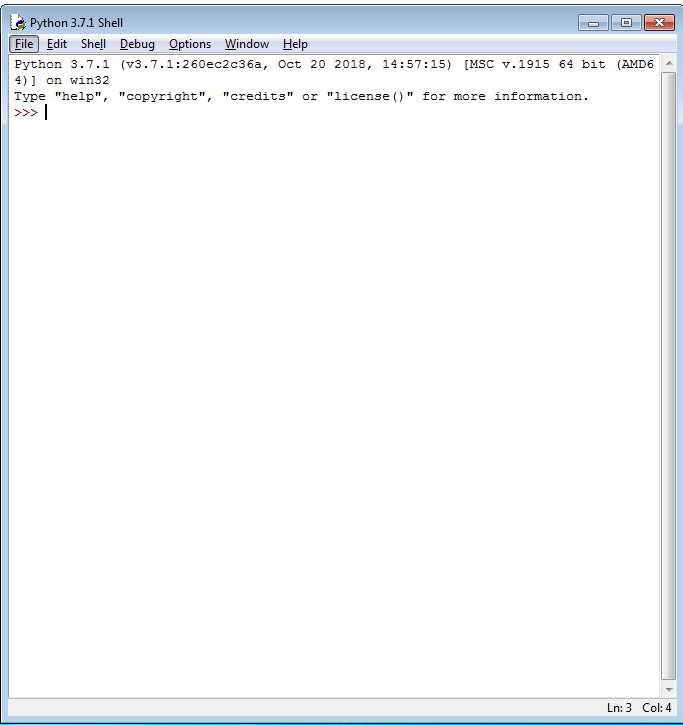 Python 3.7.1 Shell
File Edit Shell Debug Options Window Help
Python 3.7.1 (v3.7.1:260ec2c36a, Oct 20 2018, 14:57:15) [MSC v.1915 64 bit (AMD6
4)] on win32
Type "help", "copyright", "credits" or "license()" for more information.
>>>
Ln: 3 Col: 4